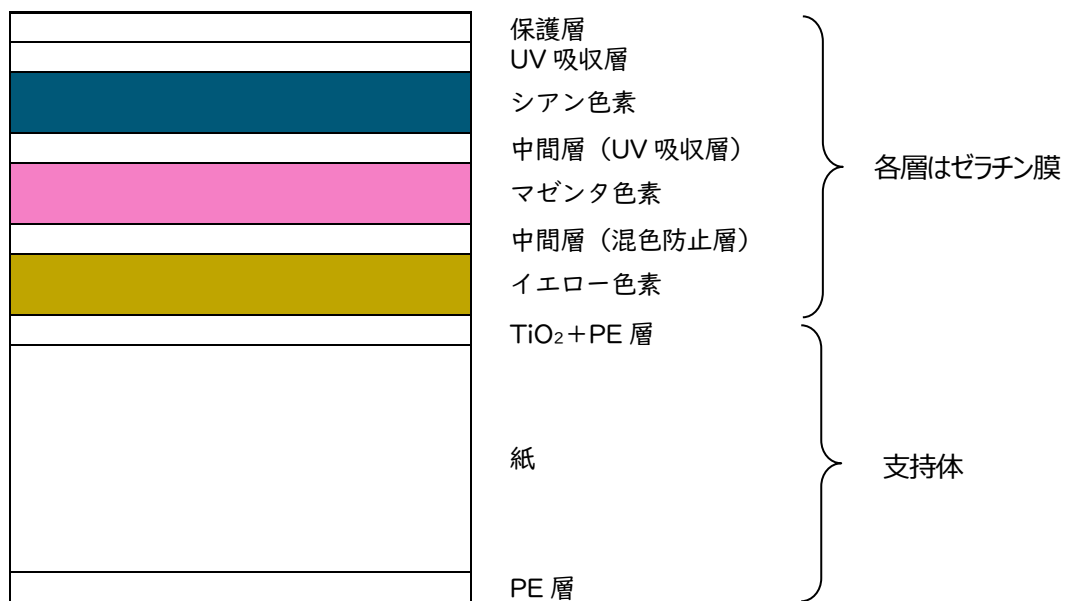 保護層
UV 吸収層
シアン色素
中間層（UV 吸収層）
各層はゼラチン膜
マゼンタ色素
中間層（混色防止層）
イエロー色素
TiO₂＋PE 層
紙
支持体
PE 層